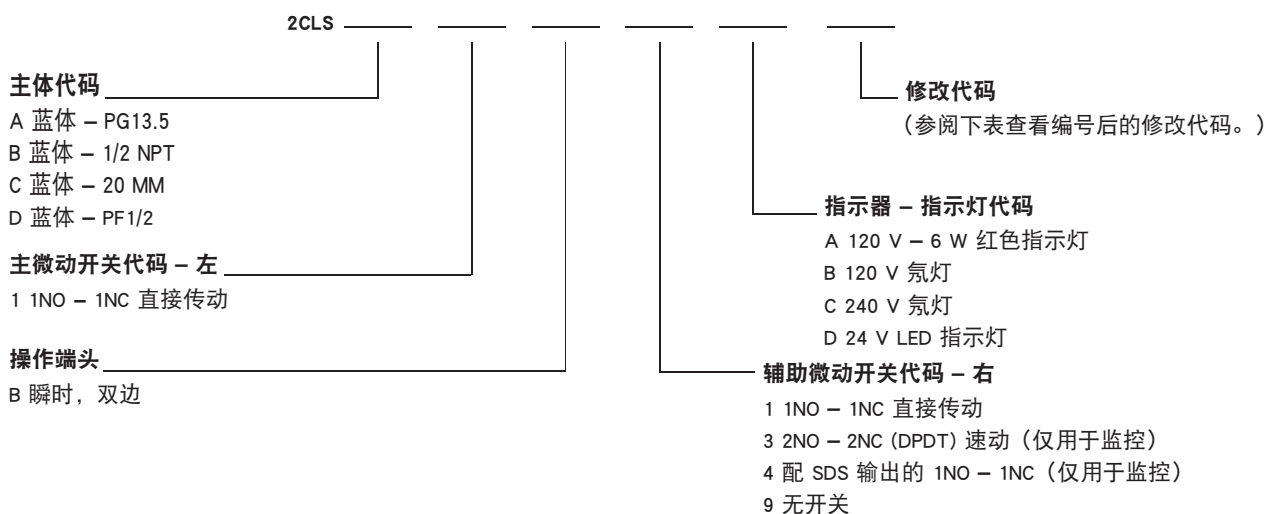 2CLS
主体代码
A 蓝体 – PG13.5
B 蓝体 – 1/2 NPT
C 蓝体 – 20 MM
D 蓝体 – PF1/2
主微动开关代码 – 左
1 1NO – 1NC 直接传动
操作端头
B 瞬时，双边
修改代码
（参阅下表查看编号后的修改代码。）
指示器 – 指示灯代码
A 120 V – 6 W 红色指示灯
B 120 V 氖灯
C 240 V 氖灯
D 24 V LED 指示灯
辅助微动开关代码 – 右
1 1NO – 1NC 直接传动
3 2NO – 2NC (DPDT) 速动（仅用于监控）
4 配 SDS 输出的 1NO – 1NC（仅用于监控）
9 无开关